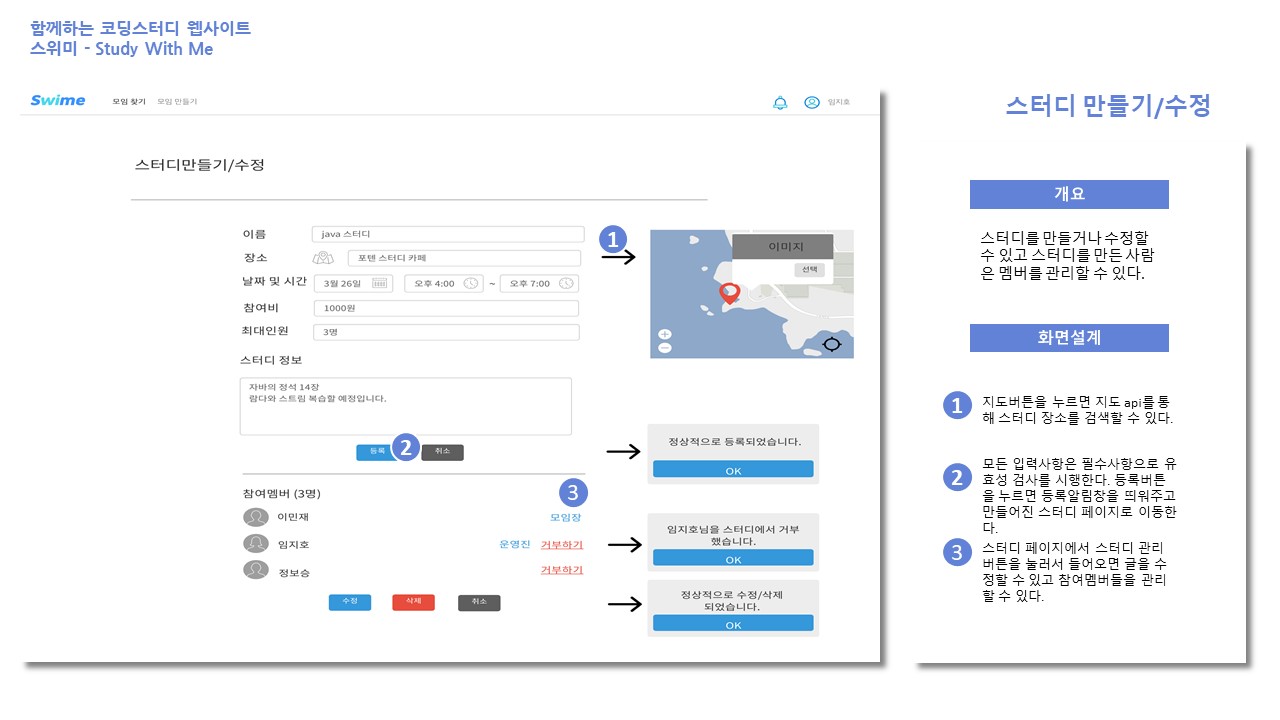 함께하는 코딩스터디 웹사이트
스위미 - Study With Me
Swime 모임 찾기 모임 만들기 임지호
스터디만들기/수정
이름 java 스터디
장소 포텐 스터디 카페
날짜 및 시간 3월 26일 오후 4:00 ~ 오후 7:00
참여비 1000원
최대인원 3명
스터디 정보
자바의 정석 14장
람다와 스트림 복습할 예정입니다.
등록 2 취소
참여멤버 (3명) 3
이민재 모임장
임지호 운영진 거부하기
정보승 거부하기
수정 삭제 취소
1
이미지
선택
정상적으로 등록되었습니다.
OK
임지호님을 스터디에서 거부
했습니다.
OK
정상적으로 수정/삭제
되었습니다.
OK
스터디 만들기/수정
개요
스터디를 만들거나 수정할
수 있고 스터디를 만든 사람
은 멤버를 관리할 수 있다.
화면설계
1 지도버튼을 누르면 지도 api를 통
해 스터디 장소를 검색할 수 있다.
2 모든 입력사항은 필수사항으로 유
효성 검사를 시행한다. 등록버튼
을 누르면 등록알림창을 띄워주고
만들어진 스터디 페이지로 이동한
다.
3 스터디 페이지에서 스터디 관리
버튼을 눌러서 들어오면 글을 수
정할 수 있고 참여멤버들을 관리
할 수 있다.